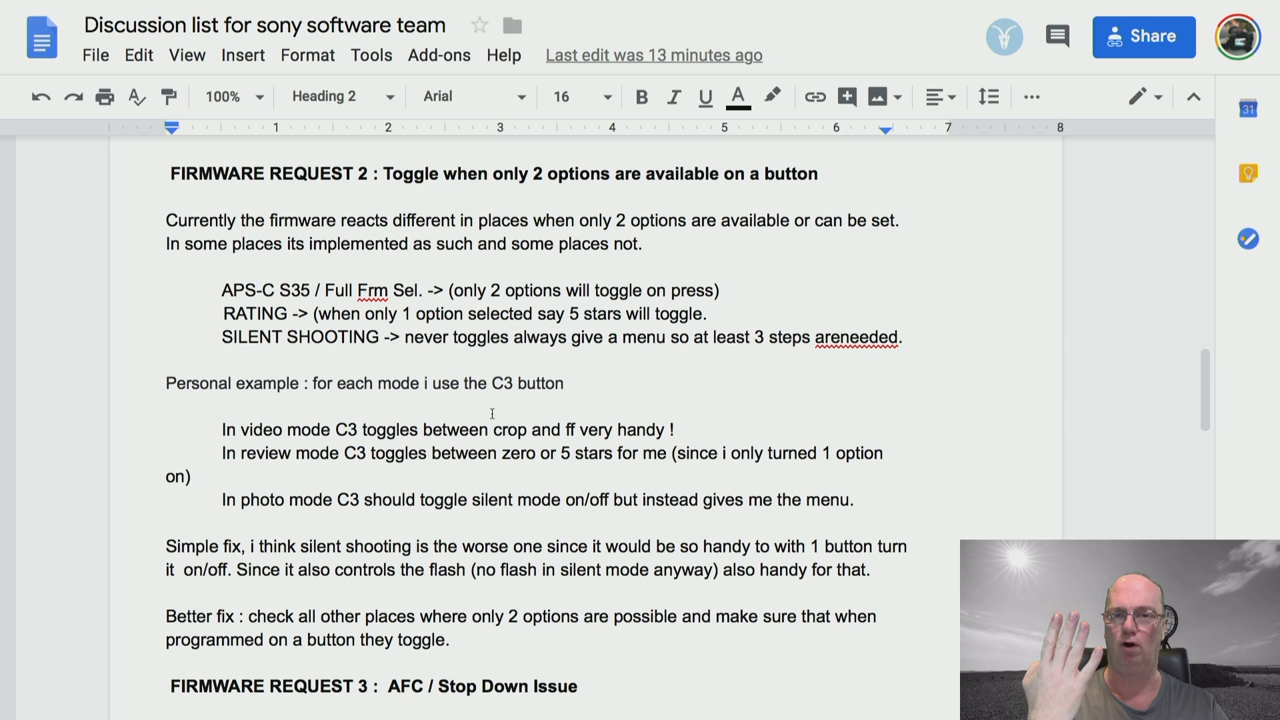 Discussion list for sony software team
File Edit View Insert Format Tools Add-ons Help Last edit was 13 minutes ago
Share
100% Heading 2 Arial 16 B I U A
1 2 3 4 5 6 7 8
31
FIRMWARE REQUEST 2 : Toggle when only 2 options are available on a button
Currently the firmware reacts different in places when only 2 options are available or can be set.
In some places its implemented as such and some places not.
APS-C S35 / Full Frm Sel. -> (only 2 options will toggle on press)
RATING -> (when only 1 option selected say 5 stars will toggle.
SILENT SHOOTING -> never toggles always give a menu so at least 3 steps areneeded.
Personal example : for each mode i use the C3 button
In video mode C3 toggles between crop and ff very handy !
In review mode C3 toggles between zero or 5 stars for me (since i only turned 1 option
on)
In photo mode C3 should toggle silent mode on/off but instead gives me the menu.
Simple fix, i think silent shooting is the worse one since it would be so handy to with 1 button turn
it  on/off. Since it also controls the flash (no flash in silent mode anyway) also handy for that.
Better fix : check all other places where only 2 options are possible and make sure that when
programmed on a button they toggle.
FIRMWARE REQUEST 3 :  AFC / Stop Down Issue